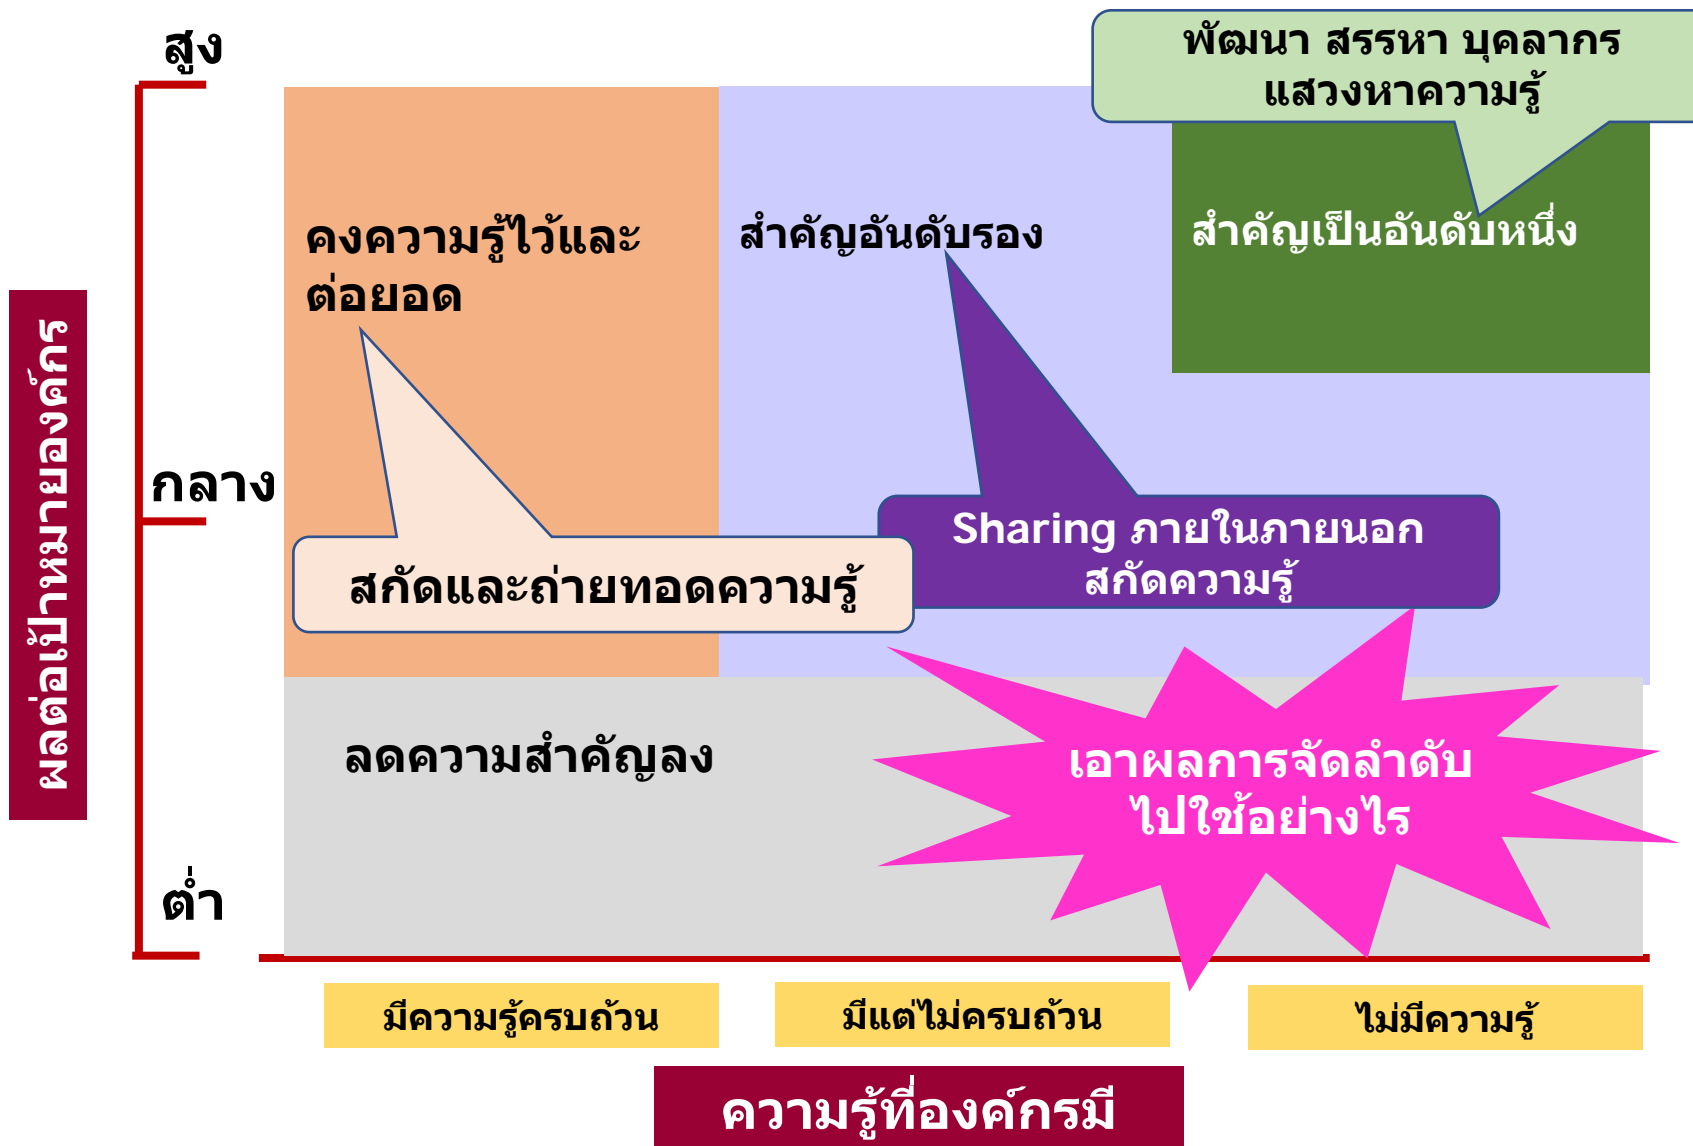 สูง
พัฒนา สรรหา บุคลากร
แสวงหาความรู้
คงความรู้ไว้และ
ต่อยอด
สำคัญอันดับรอง
สำคัญเป็นอันดับหนึ่ง
ผลต่อเป้าหมายองค์กร
กลาง
Sharing ภายในภายนอก
สกัดความรู้
สกัดและถ่ายทอดความรู้
ลดความสำคัญลง
เอาผลการจัดลำดับ
ไปใช้อย่างไร
ต่ำ
มีความรู้ครบถ้วน
มีแต่ไม่ครบถ้วน
ไม่มีความรู้
ความรู้ที่องค์กรมี